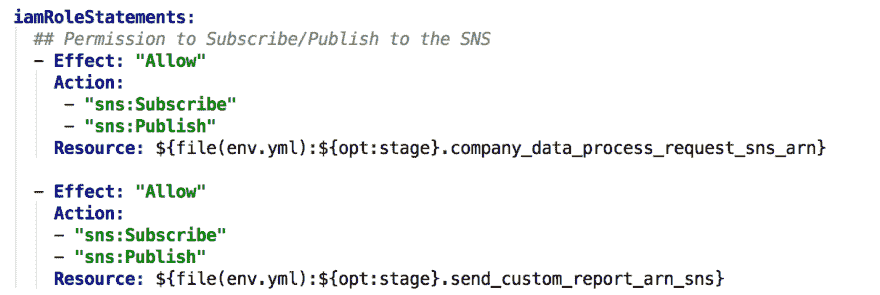 iamRoleStatements:
## Permission to Subscribe/Publish to the SNS
- Effect: "Allow"
Action:
- "sns:Subscribe"
- "sns:Publish"
Resource: ${file(env.yml):${opt:stage}.company_data_process_request_sns_arn}
- Effect: "Allow"
Action:
- "sns:Subscribe"
- "sns:Publish"
Resource: ${file(env.yml):${opt:stage}.send_custom_report_arn_sns}